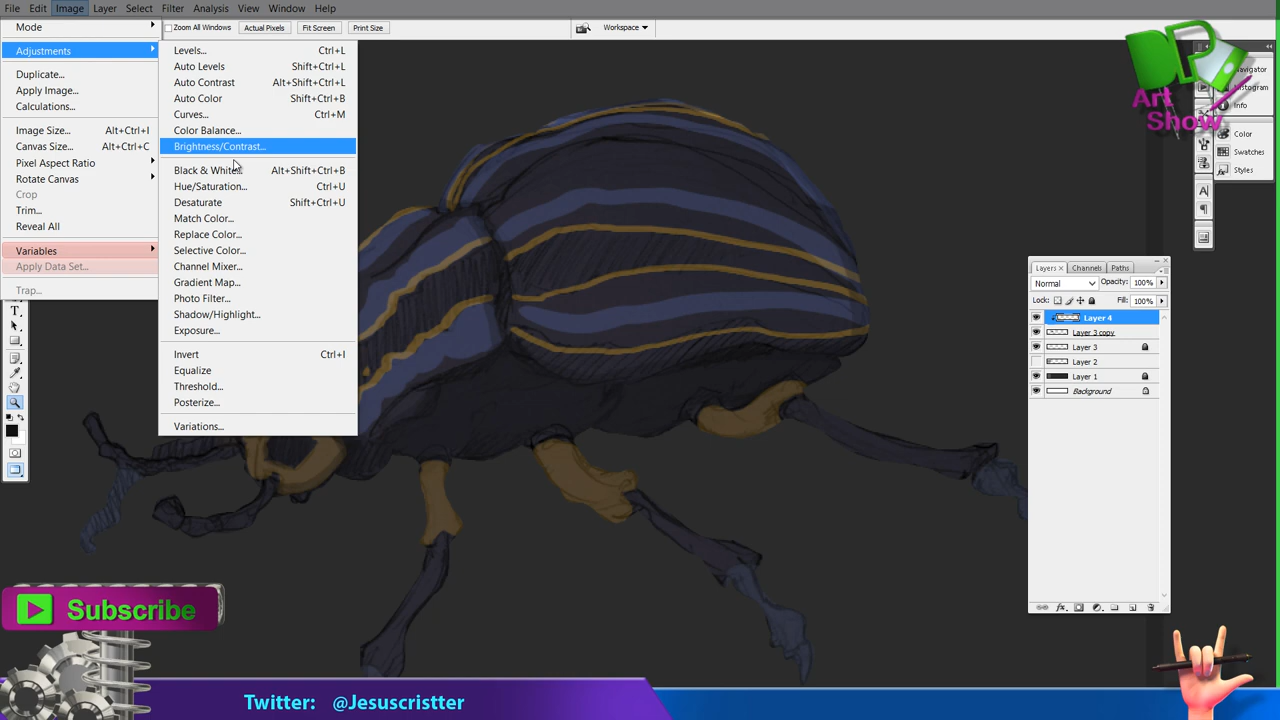 File Edit Image Layer Select Filter Analysis View Window Help
Zoom All Windows Actual Pixels Fit Screen Print Size Workspace
Mode
Adjustments
Duplicate...
Apply Image...
Calculations...
Image Size... Alt+Ctrl+I
Canvas Size... Alt+Ctrl+C
Pixel Aspect Ratio
Rotate Canvas
Crop
Trim...
Reveal All
Variables
Apply Data Set...
Trap...
Levels... Ctrl+L
Auto Levels Shift+Ctrl+L
Auto Contrast Alt+Shift+Ctrl+L
Auto Color Shift+Ctrl+B
Curves... Ctrl+M
Color Balance...
Brightness/Contrast...
Black & White... Alt+Shift+Ctrl+B
Hue/Saturation... Ctrl+U
Desaturate Shift+Ctrl+U
Match Color...
Replace Color...
Selective Color...
Channel Mixer...
Gradient Map...
Photo Filter...
Shadow/Highlight...
Exposure...
Invert Ctrl+I
Equalize
Threshold...
Posterize...
Variations...
Art
Show
Info
Color
Swatches
Styles
Layers Channels Paths
Normal Opacity: 100%
Lock: Fill: 100%
Layer 4
Layer 3 copy
Layer 3
Layer 2
Layer 1
Background
Subscribe
Twitter: @Jesuscristter